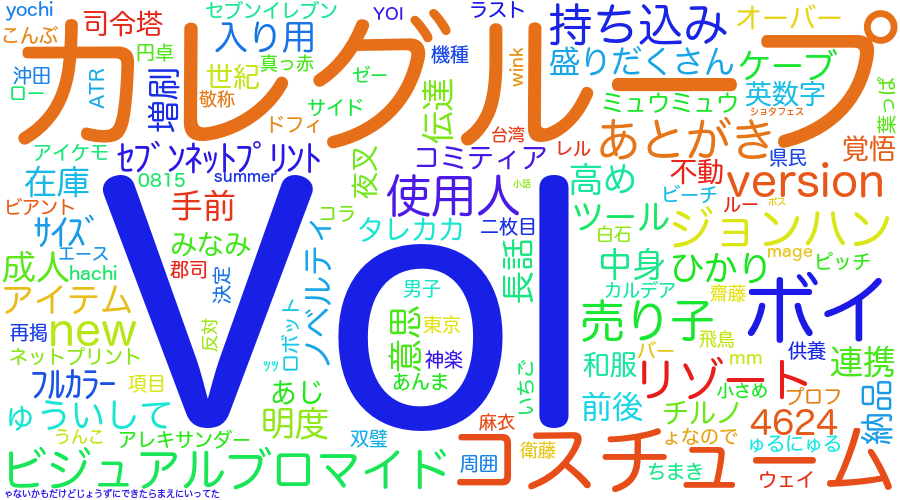 yochi
こんぶ
司令塔
セブンイレブン
YOI
ラスト
持ち込み
オーバー
カレグループ
入り用
円卓
真っ赤
機種
wink
盛りだくさん
ケープ
沖田
ロー
ATR
増刷
世紀
敬称
ゼー
サイド
伝達
ミュウミュウ
英数字
ショタフェス
葉っぱ
ドフィ
台湾
あとがき
アイケモ
セブンネットプリント
夜叉
コミティア
レル
不動
県民
覚悟
在庫
0815
summer
使用人
小話
高め
ビーチ
version
ビアント
手前
コラ
ルー
ボス
サイズ
タレカカ
二枚目
ツール
白石
ジョンハン
みなみ
エース
Vol
成人
hachi
郡司
決定
ノベルティ
長話
中身
ひかり
mage
ピッチ
男子
カルデア
齋藤
ボイ
アイテム
ロボット
意思
東京
売り子
飛鳥
再掲
new
反対
神楽
バー
mm
供養
連携
ネットプリント
ッッ
あんま
いちご
和服
リゾート
フルカラー
項目
あじ
小さめ
プロフ
納品
ゅういして
明度
麻衣
前後
チルノ
4624
うんこ
アレキサンダー
双璧
衛藤
ょなので
ゅるにゅる
ビジュアルブロマイド
周囲
コスチューム
ちまき
ウェイ
ゃないかもだけどじょうずにできたらまえにいってた